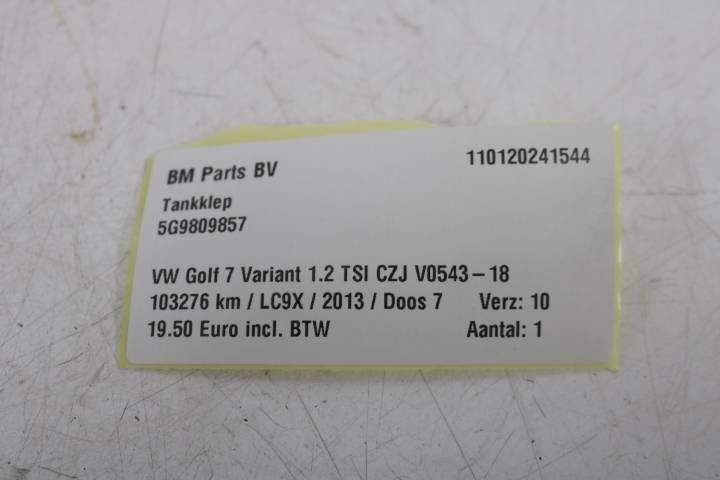 BM Parts BV 110120241544
Tankklep
5G9809857
VW Golf 7 Variant 1.2 TSI CZJ V0543-18
103276 km / LC9X / 2013 / Doos 7 Verz: 10
19.50 Euro incl. BTW Aantal: 1